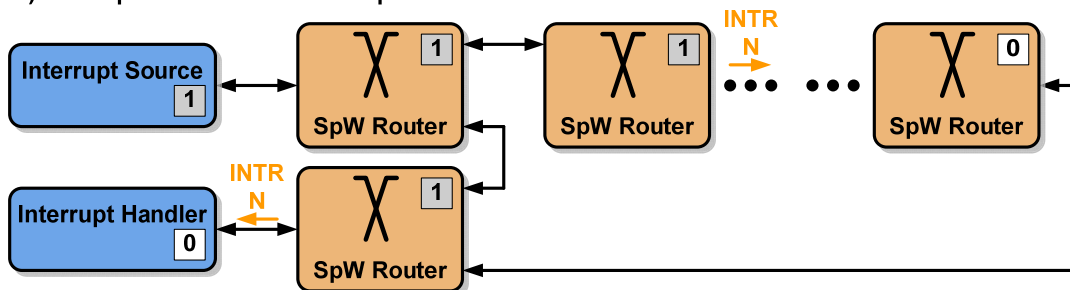 INTR
N
Interrupt Source
1
1
SpW Router
1
SpW Router
0
SpW Router
INTR
N
Interrupt Handler
0
1
SpW Router